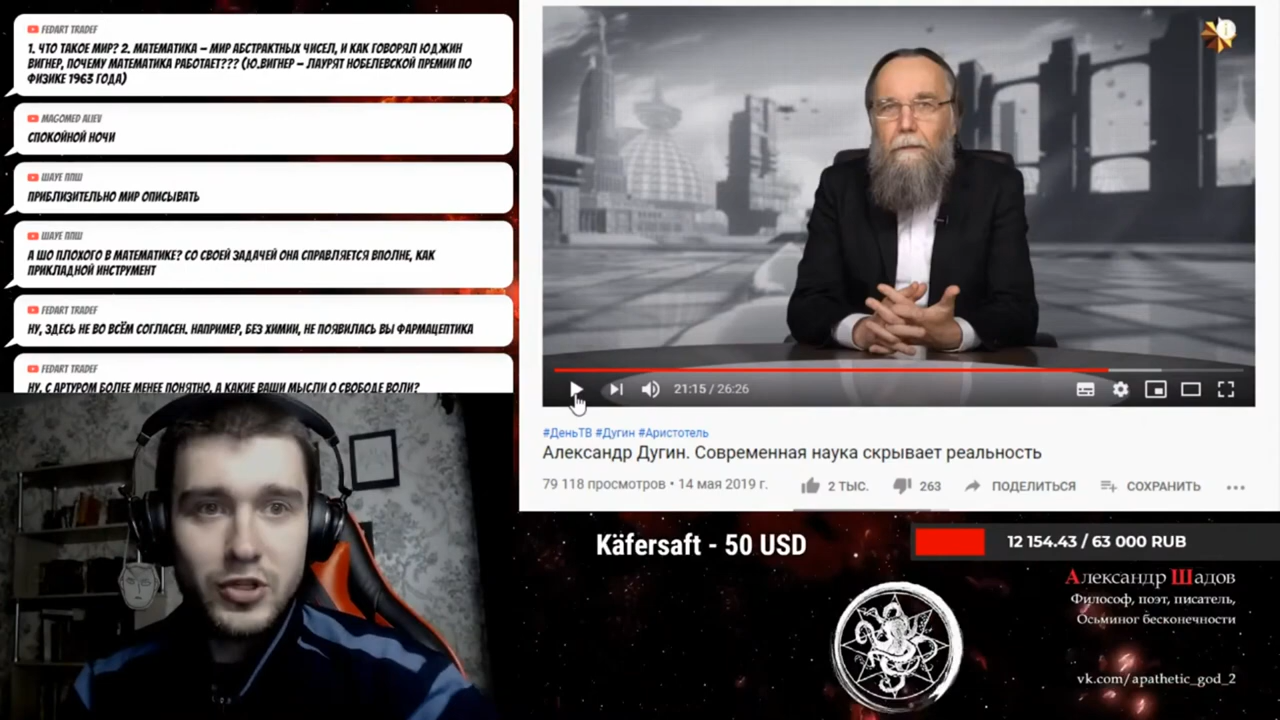 FEDART TRADEF
1. ЧТО ТАКОЕ МИР? 2. МАТЕМАТИКА – МИР АБСТРАКТНЫХ ЧИСЕЛ, И КАК ГОВОРЯЛ ЮДЖИН
ВИГНЕР, ПОЧЕМУ МАТЕМАТИКА РАБОТАЕТ??? (Ю.ВИГНЕР – ЛАУРЯТ НОБЕЛЕВСКОЙ ПРЕМИИ ПО
ФИЗИКЕ 1963 ГОДА)
MAGOMED ALIEV
СПОКОЙНОЙ НОЧИ
ШАУЕ ППШ
ПРИБЛИЗИТЕЛЬНО МИР ОПИСЫВАТЬ
ШАУЕ ППШ
А ШО ПЛОХОГО В МАТЕМАТИКЕ? СО СВОЕЙ ЗАДАЧЕЙ ОНА СПРАВЛЯЕТСЯ ВПОЛНЕ, КАК
ПРИКЛАДНОЙ ИНСТРУМЕНТ
FEDART TRADEF
НУ, ЗДЕСЬ НЕ ВО ВСЁМ СОГЛАСЕН. НАПРИМЕР, БЕЗ ХИМИИ, НЕ ПОЯВИЛАСЬ БЫ ФАРМАЦЕПТИКА
FEDART TRADEF
НУ, С АРТУРОМ БОЛЕЕ МЕНЕЕ ПОНЯТНО, А КАКИЕ ВАШИ МЫСЛИ О СВОБОДЕ ВОЛИ?
21:15 / 26:26
#ДеньТВ #Дугин #Аристотель
Александр Дугин. Современная наука скрывает реальность
79 118 просмотров • 14 мая 2019 г.
2 ТЫС.
263
ПОДЕЛИТЬСЯ
СОХРАНИТЬ
Käfersaft - 50 USD
12 154.43 / 63 000 RUB
Александр Шадов
Философ, поэт, писатель,
Осьминог бесконечности
vk.com/apathetic_god_2